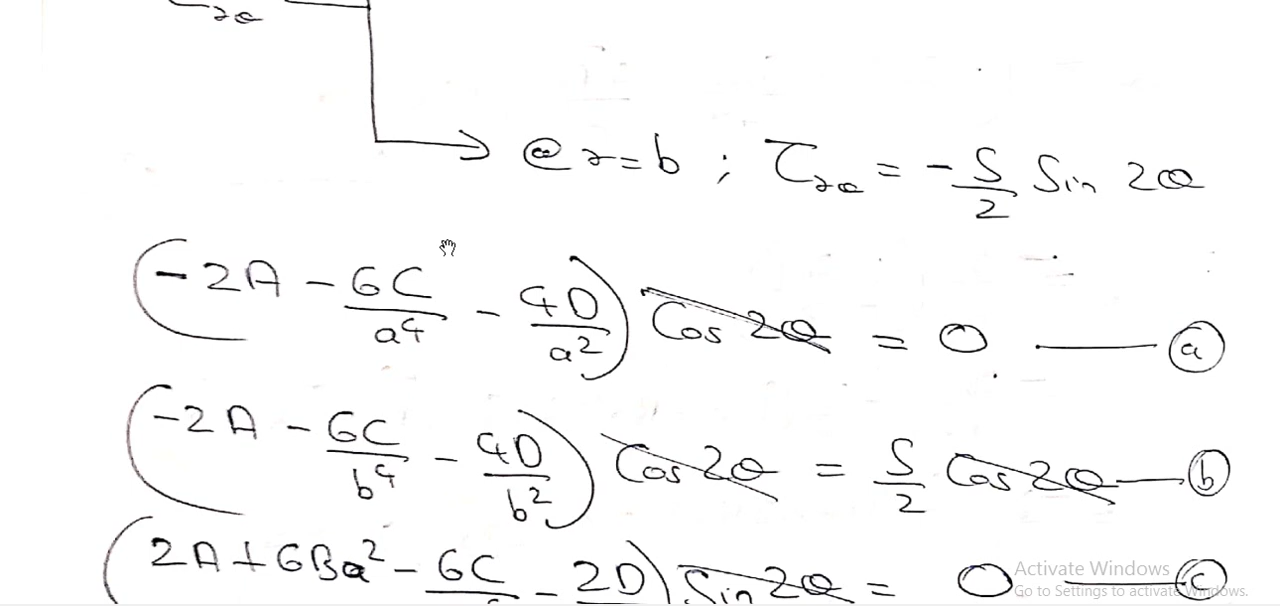 rθ
@ r=b ; τrθ = -S/2 Sin 2θ
(-2A - 6C/a⁴ - 4D/a²) Cos 2θ = 0 — (a)
(-2A - 6C/b⁴ - 4D/b²) Cos 2θ = S/2 Cos 2θ — (b)
(2A + 6Ba² - 6C - 2D) Sin 2θ = 0 — (c)
Activate Windows
Go to Settings to activate Windows.